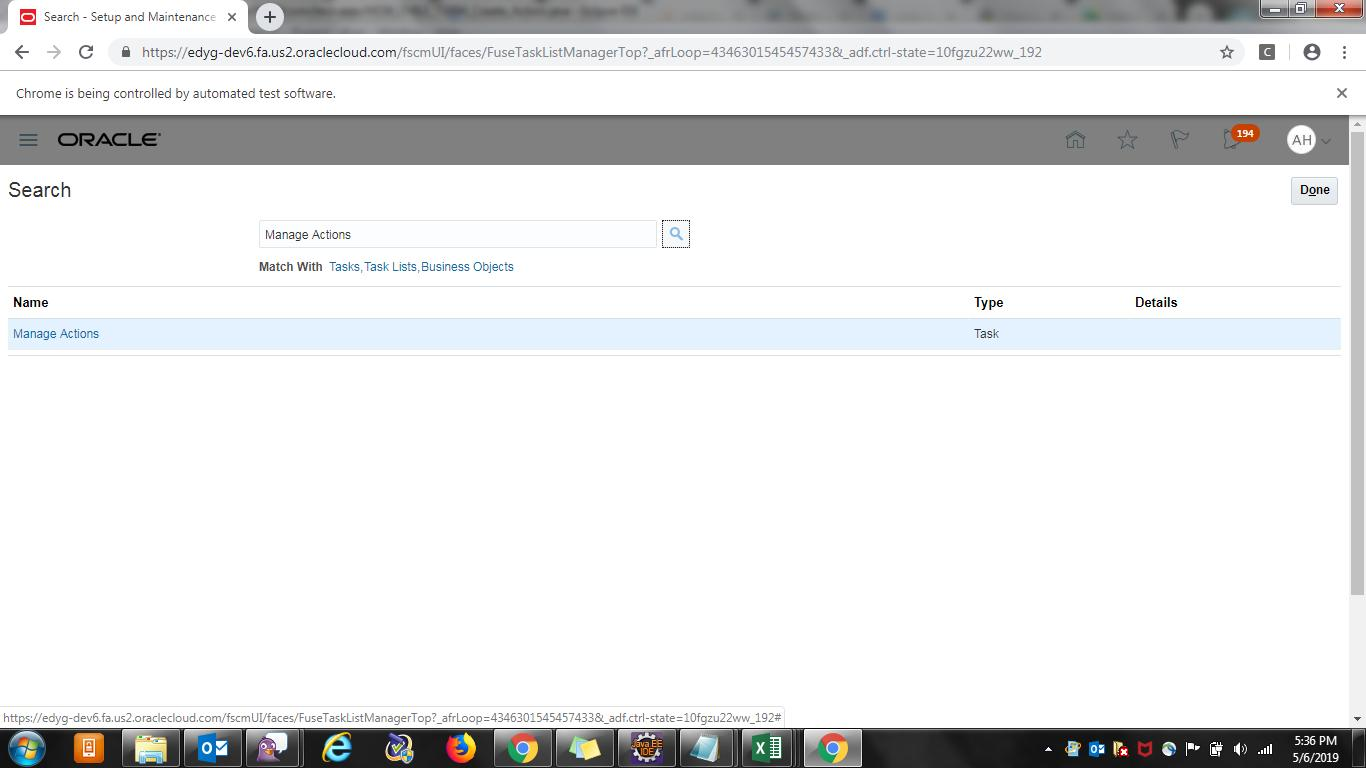 Search - Setup and Maintenance
https://edyg-dev6.fa.us2.oraclecloud.com/fscmUI/faces/FuseTaskListManagerTop?_afrLoop=4346301545457433&_adf.ctrl-state=10fgzu22ww_192
C
Chrome is being controlled by automated test software.
ORACLE
194
AH
Search
Done
Manage Actions
Match With Tasks, Task Lists, Business Objects
Name Type Details
Manage Actions Task
https://edyg-dev6.fa.us2.oraclecloud.com/fscmUI/faces/FuseTaskListManagerTop?_afrLoop=4346301545457433&_adf.ctrl-state=10fgzu22ww_192#
Java EE
IDE
5:36 PM
5/6/2019